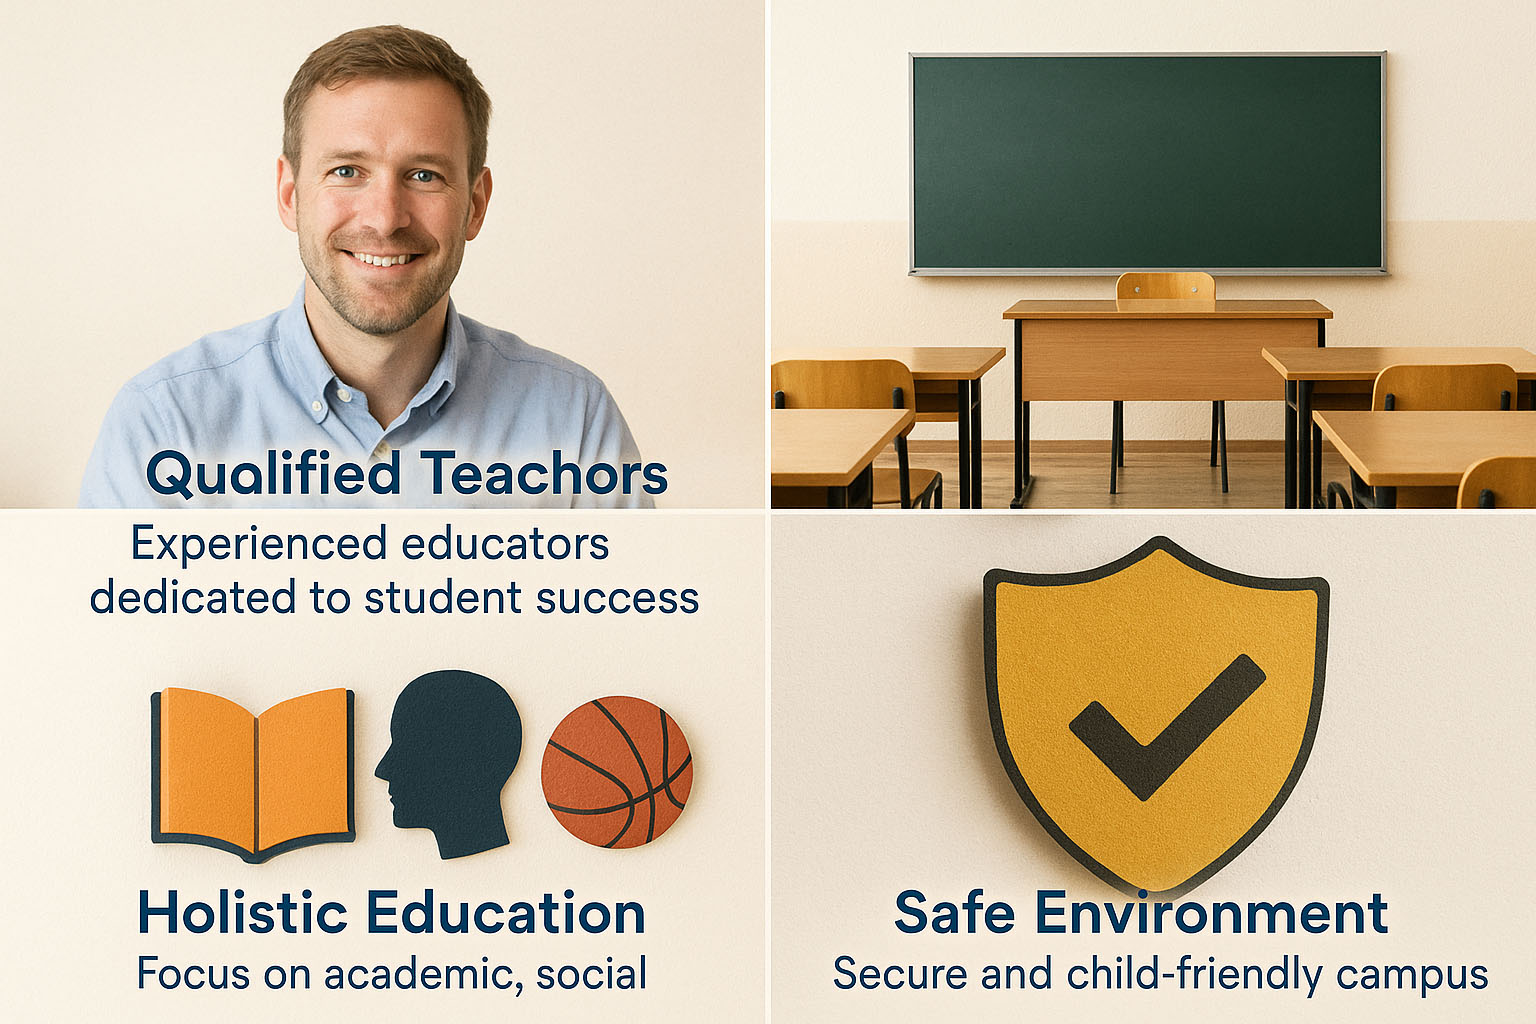 Qualified Teachors
Experienced educators
dedicated to student success
Holistic Education
Focus on academic, social
Safe Environment
Secure and child-friendly campus